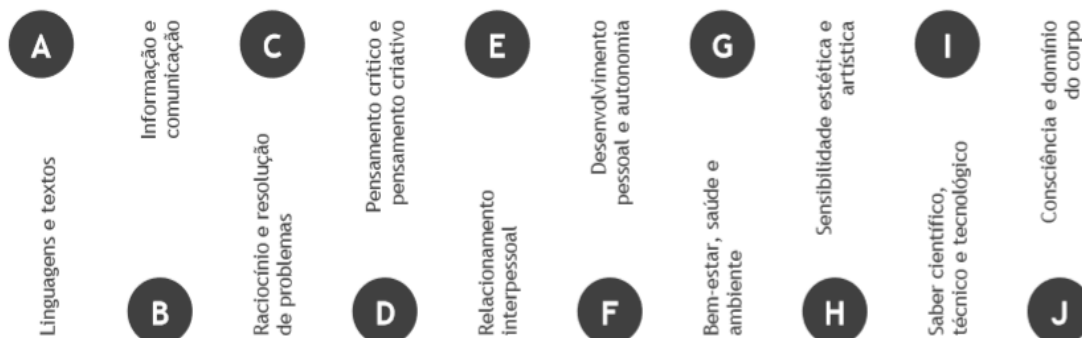 A
Linguagens e textos
Informação e
comunicação
B
C
Raciocínio e resolução
de problemas
Pensamento crítico e
pensamento criativo
D
E
Relacionamento
interpessoal
Desenvolvimento
pessoal e autonomia
F
G
Bem-estar, saúde e
ambiente
Sensibilidade estética e
artística
H
I
Saber científico,
técnico e tecnológico
Consciência e domínio
do corpo
J